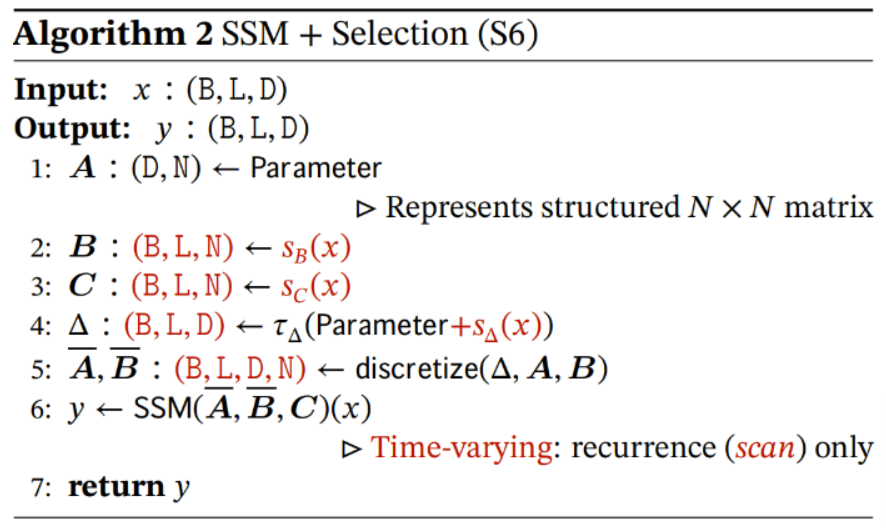 Algorithm 2 SSM + Selection (S6)
Input: x : (B, L, D)
Output: y : (B, L, D)
1: A : (D, N) ← Parameter
▷ Represents structured N × N matrix
2: B : (B, L, N) ← s_B(x)
3: C : (B, L, N) ← s_C(x)
4: Δ : (B, L, D) ← τ_Δ(Parameter+s_Δ(x))
5: A̅, B̅ : (B, L, D, N) ← discretize(Δ, A, B)
6: y ← SSM(A̅, B̅, C)(x)
▷ Time-varying: recurrence (scan) only
7: return y